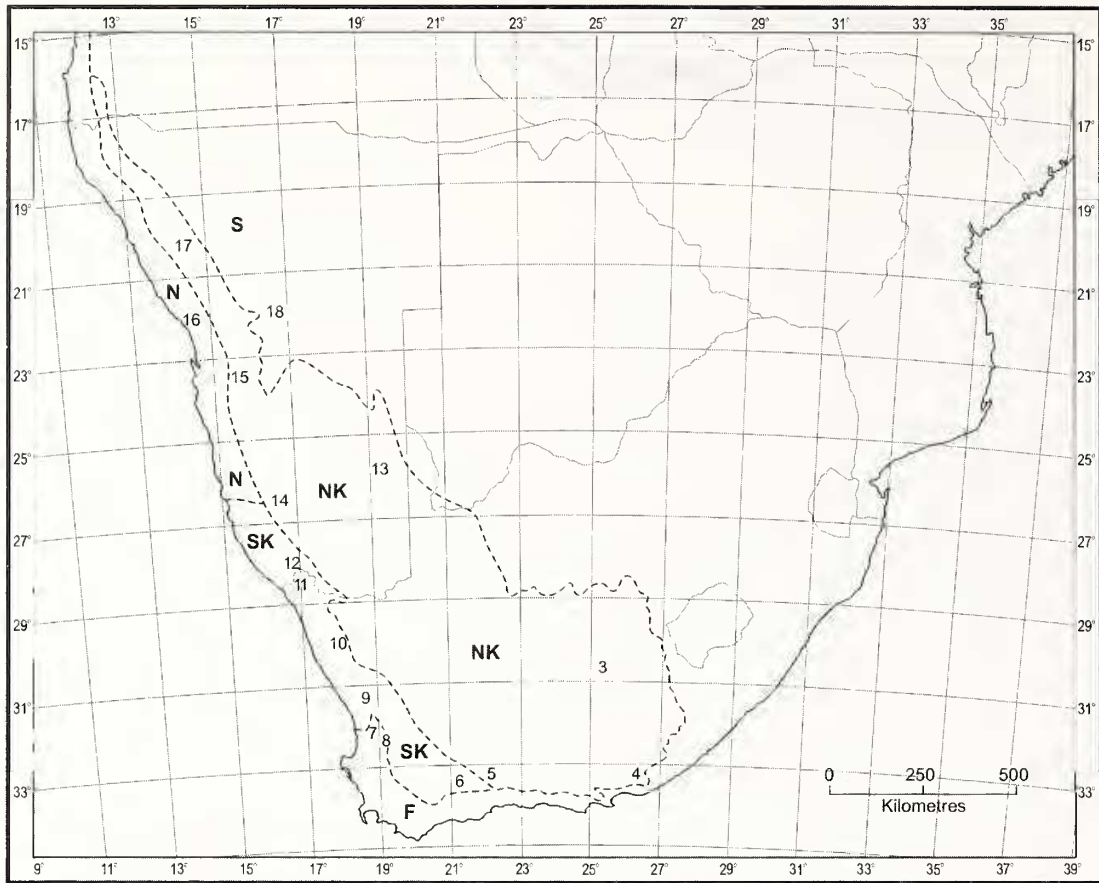 13° 15 17 19 21 23 25 27 29 31 33 35°
15° 15°
17° 17°
19° S 19°
17
21° N 21°
16 18
23° 15 23°
25° N 13 25°
14 NK
27° SK 27°
12
11
29° 10 29°
NK 3
31° 9 31°
7 8
SK
6 5 4 0 250 500
33° F Kilometres 33°
9° 11° 13 15 17° 19 21 23 25 27 29 31 33 35° 37° 39°